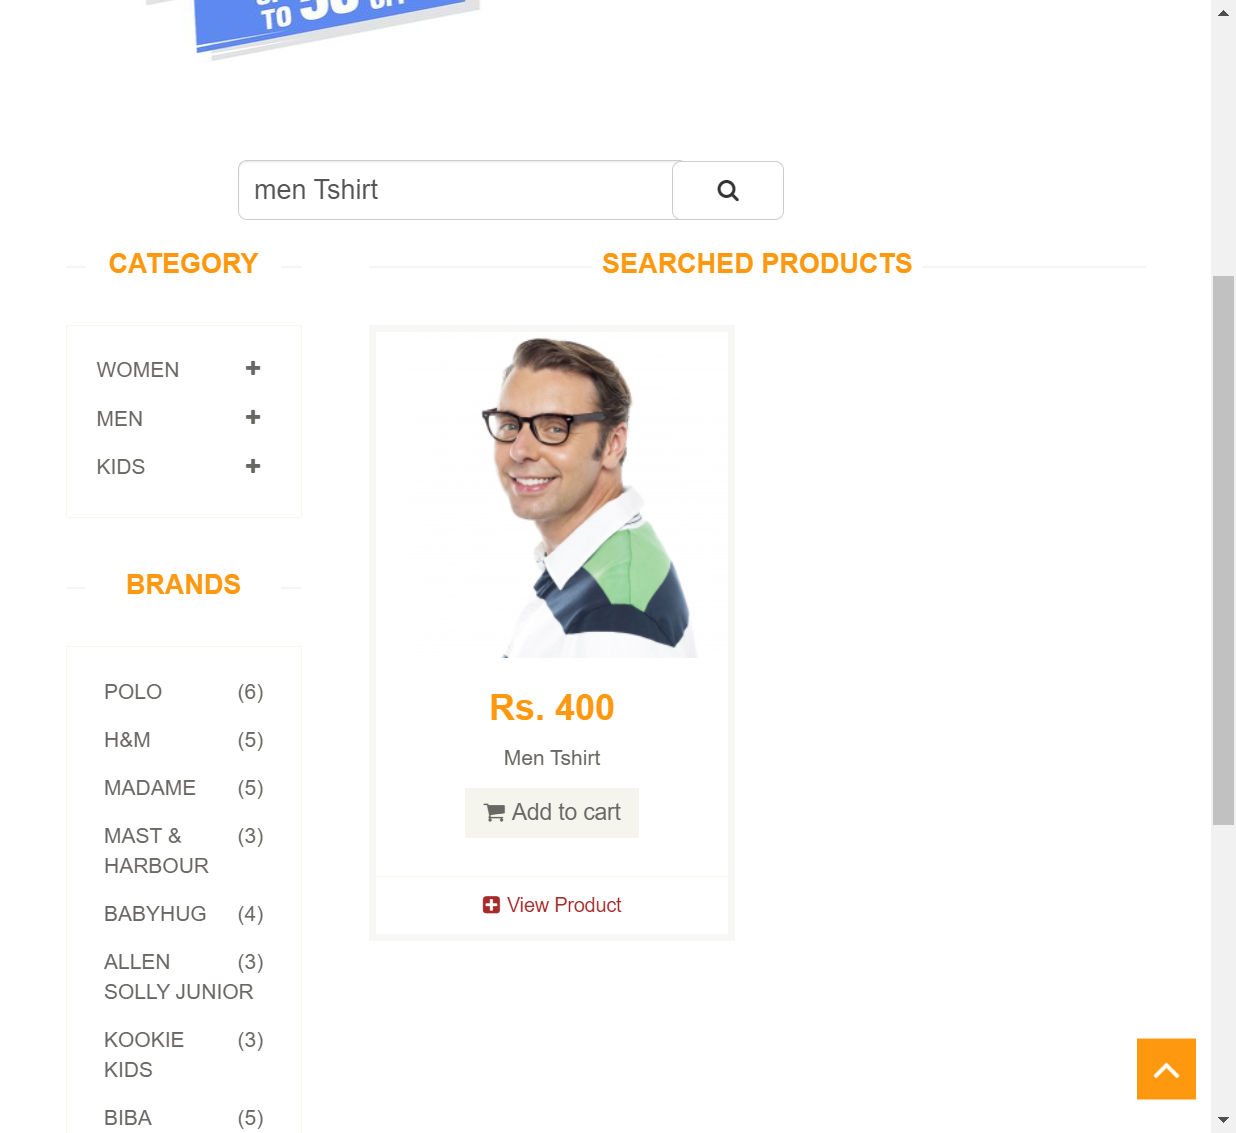 TO 50
men Tshirt
CATEGORY
SEARCHED PRODUCTS
WOMEN
MEN
KIDS
BRANDS
POLO (6)
H&M (5)
MADAME (5)
MAST & (3)
HARBOUR
BABYHUG (4)
ALLEN (3)
SOLLY JUNIOR
KOOKIE (3)
KIDS
BIBA (5)
Rs. 400
Men Tshirt
Add to cart
View Product